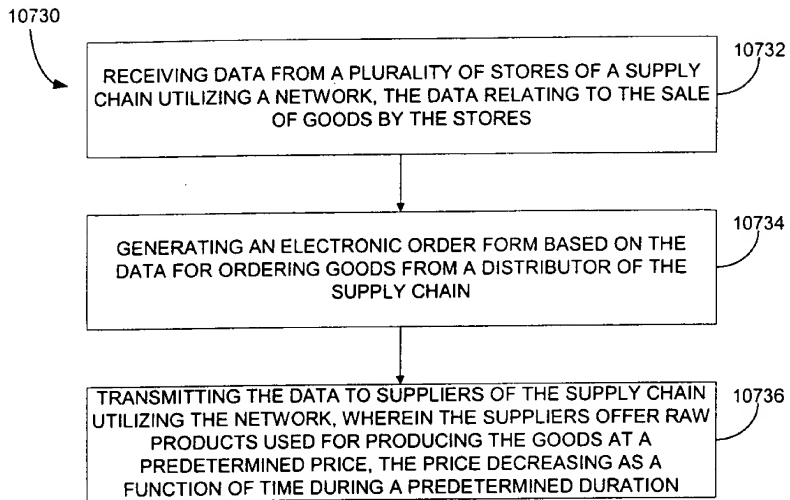 10730
10732
RECEIVING DATA FROM A PLURALITY OF STORES OF A SUPPLY
CHAIN UTILIZING A NETWORK, THE DATA RELATING TO THE SALE
OF GOODS BY THE STORES
10734
GENERATING AN ELECTRONIC ORDER FORM BASED ON THE
DATA FOR ORDERING GOODS FROM A DISTRIBUTOR OF THE
SUPPLY CHAIN
10736
TRANSMITTING THE DATA TO SUPPLIERS OF THE SUPPLY CHAIN
UTILIZING THE NETWORK, WHEREIN THE SUPPLIERS OFFER RAW
PRODUCTS USED FOR PRODUCING THE GOODS AT A
PREDETERMINED PRICE, THE PRICE DECREASING AS A
FUNCTION OF TIME DURING A PREDETERMINED DURATION